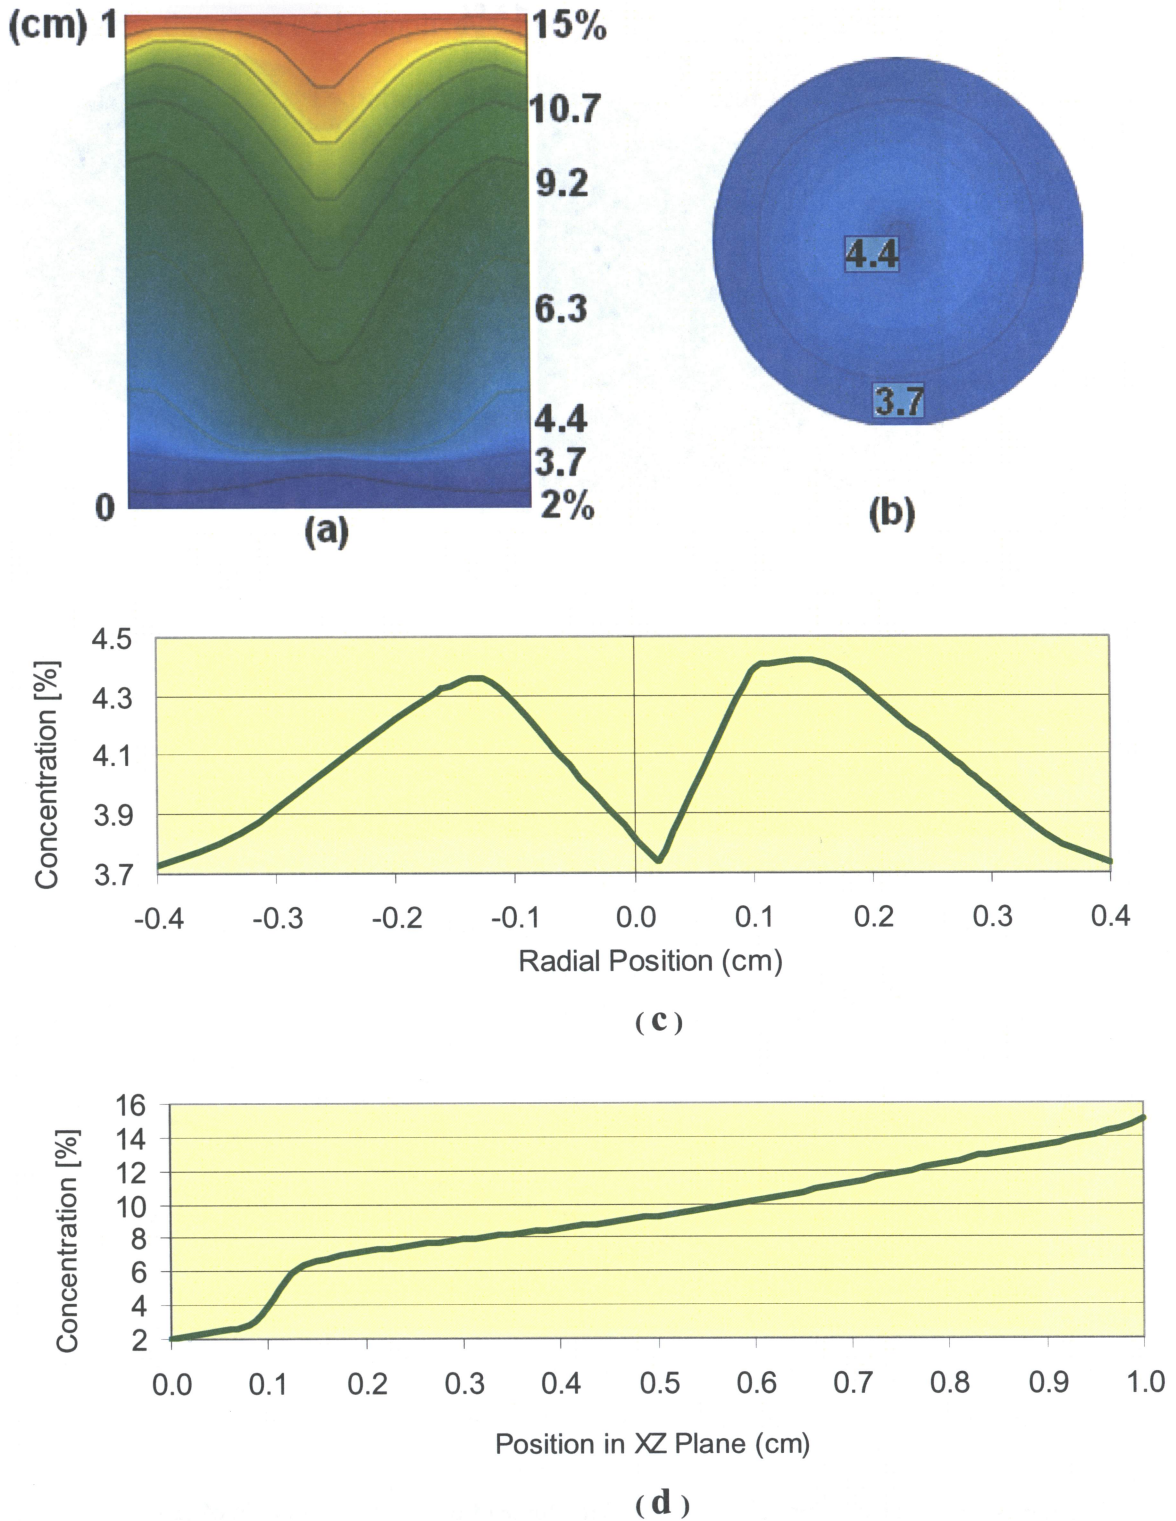 (cm) 1
15%
10.7
9.2
6.3
4.4
3.7
0
2%
(a)
4.4
3.7
(b)
Concentration [%]
4.5
4.3
4.1
3.9
3.7
-0.4 -0.3 -0.2 -0.1 0.0 0.1 0.2 0.3 0.4
Radial Position (cm)
(c)
Concentration [%]
16
14
12
10
8
6
4
2
0.0 0.1 0.2 0.3 0.4 0.5 0.6 0.7 0.8 0.9 1.0
Position in XZ Plane (cm)
(d)